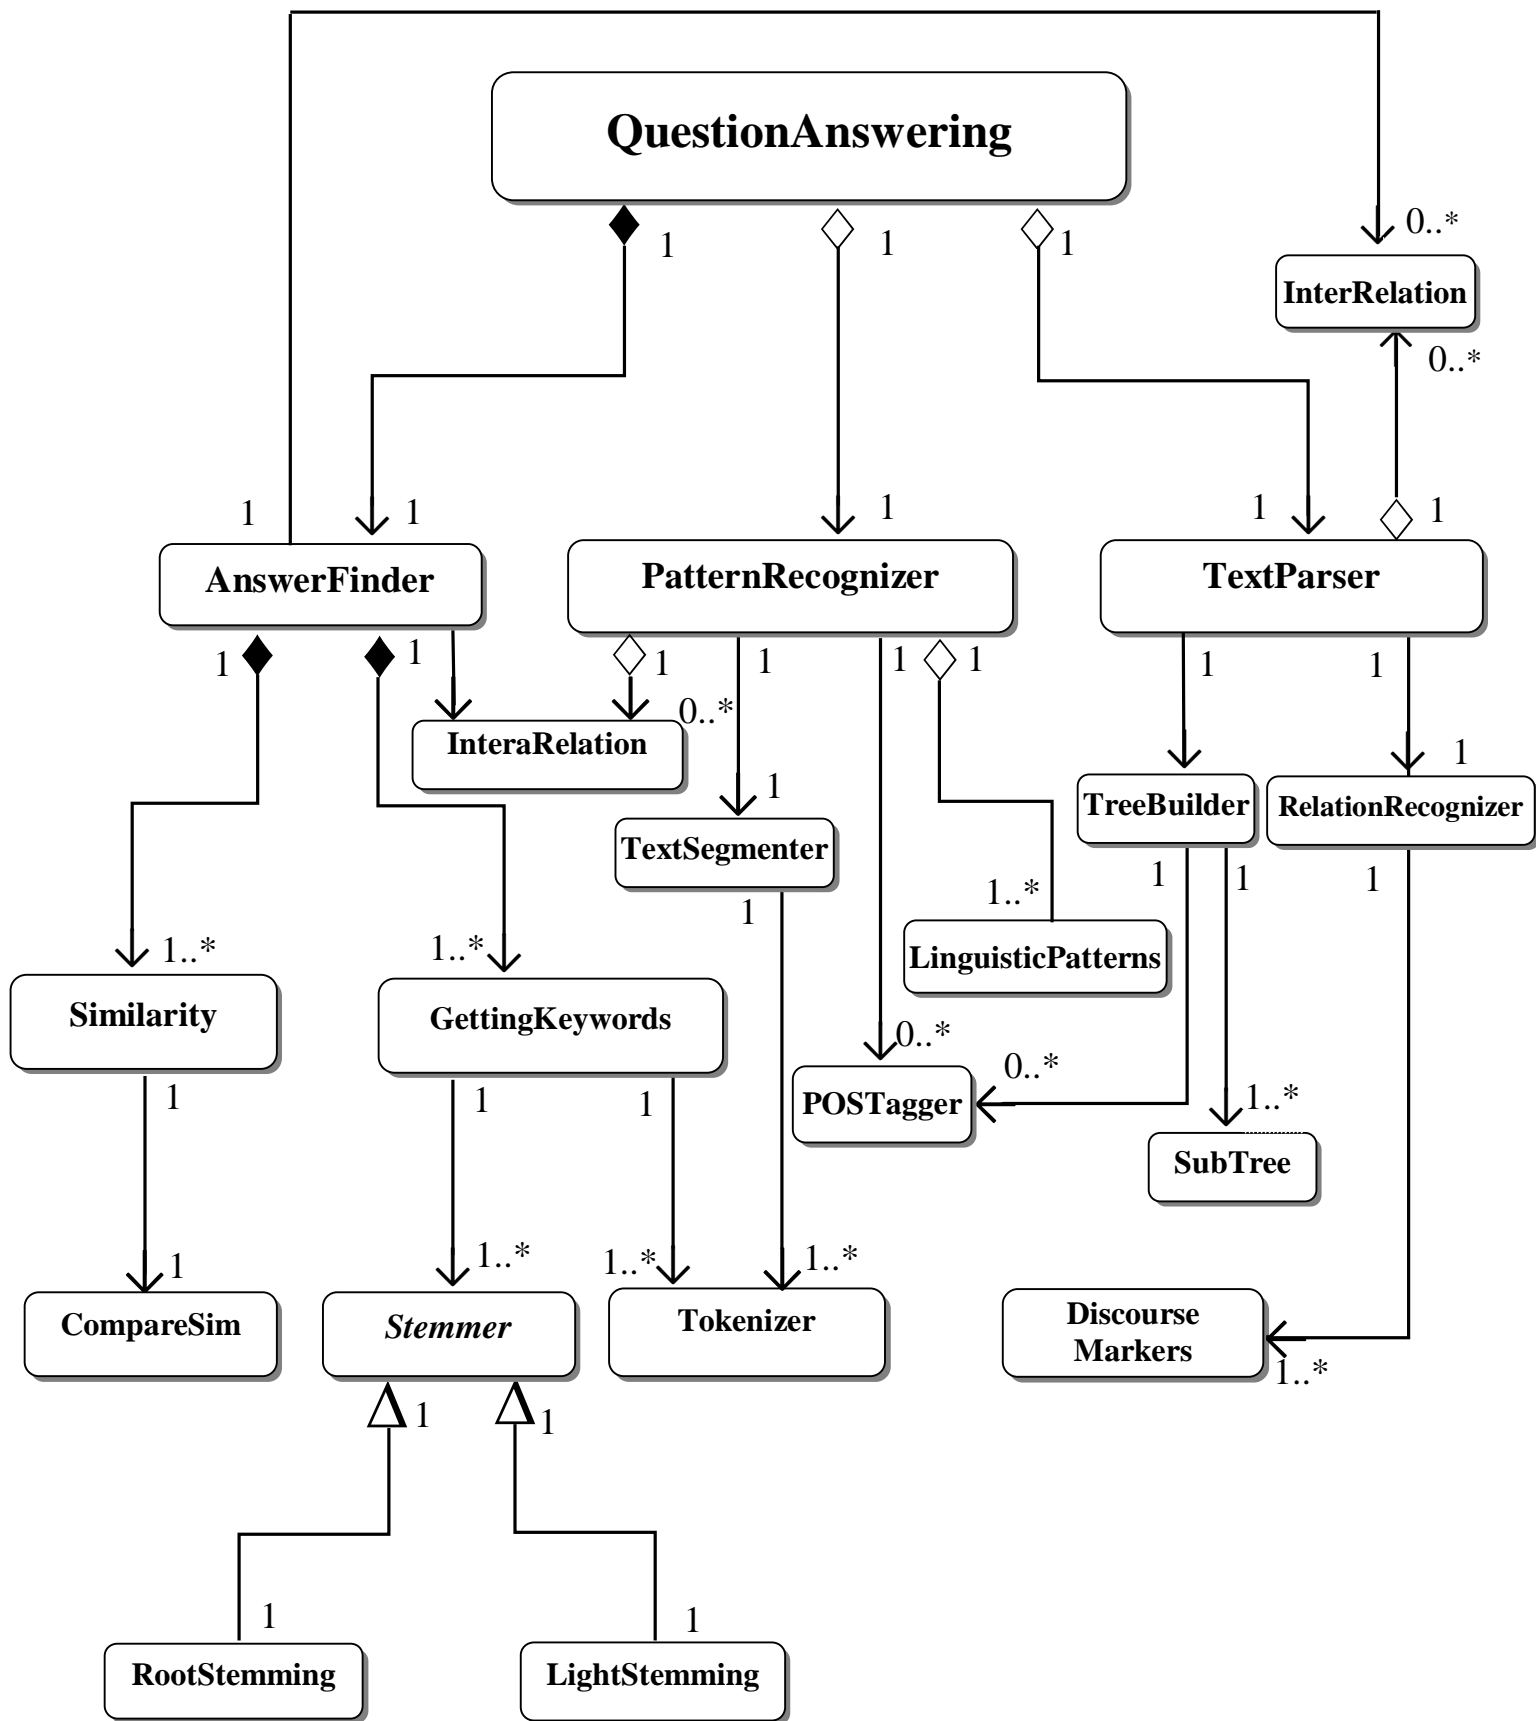 QuestionAnswering
1
1
1
0..*
InterRelation
0..*
1
1
1
1
1
AnswerFinder
PatternRecognizer
TextParser
1
1
1
1
1
1
1
1
0..*
InteraRelation
1
1
TreeBuilder
RelationRecognizer
TextSegmenter
1
1
1
1
1..*
1..*
1..*
LinguisticPatterns
Similarity
GettingKeywords
0..*
0..*
1
1
1
POSTagger
1..*
SubTree
1
1..*
1..*
1..*
CompareSim
Stemmer
Tokenizer
Discourse
Markers
1..*
1
1
1
1
RootStemming
LightStemming